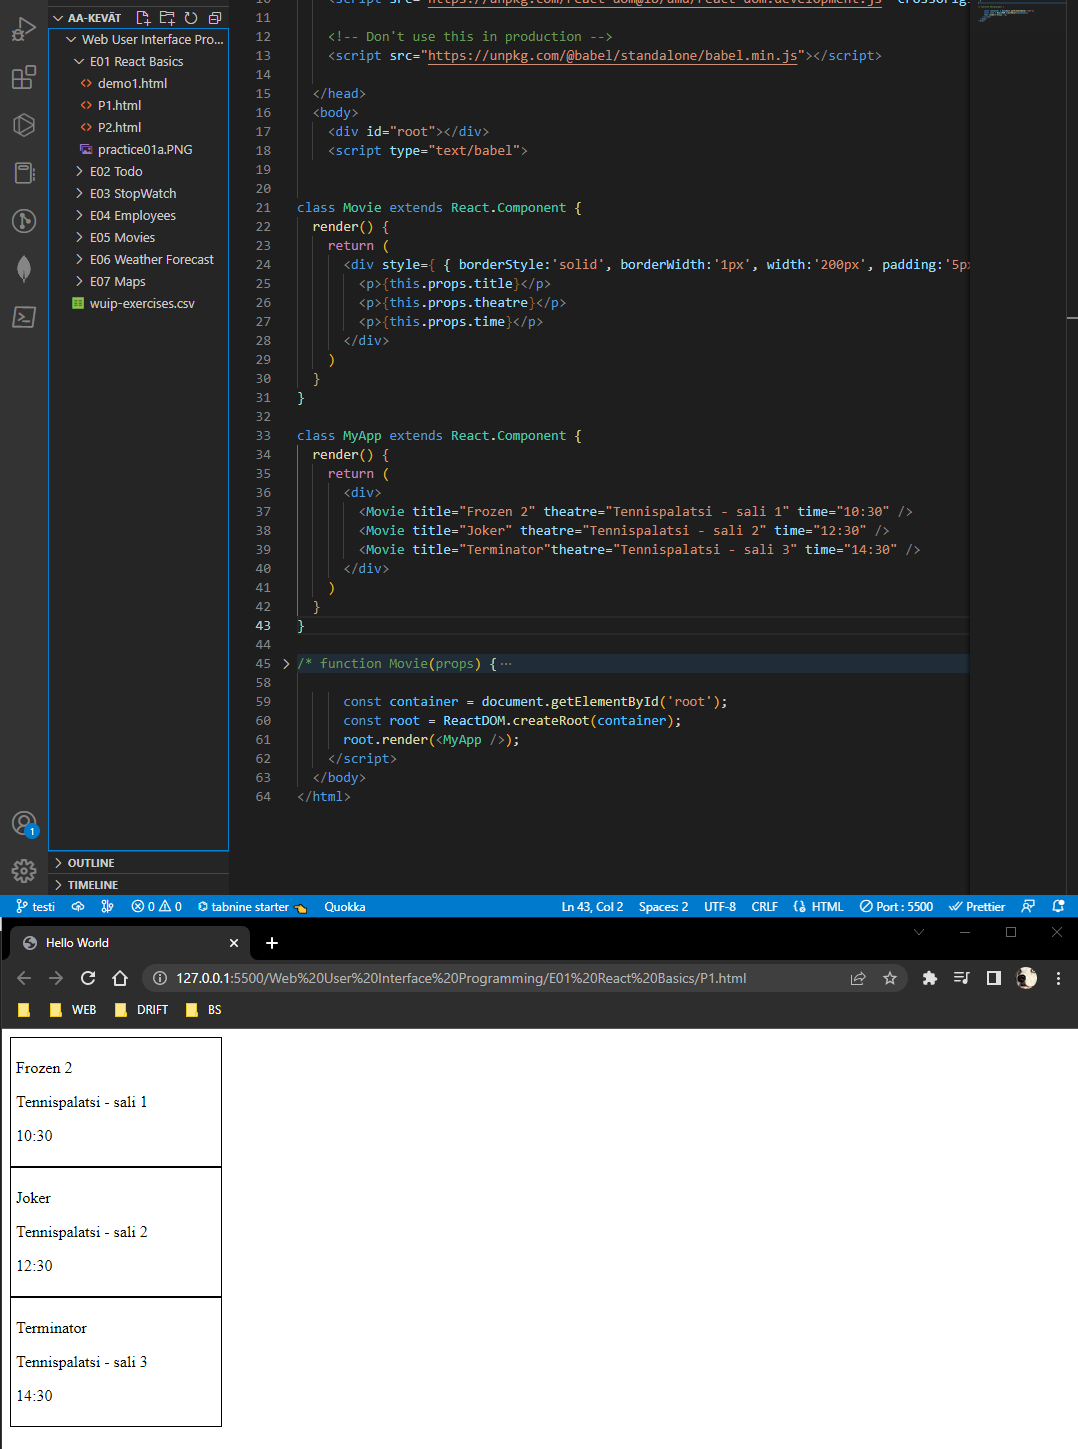 AA-KEVÄT
Web User Interface Pro...
E01 React Basics
demo1.html
P1.html
P2.html
practice01a.PNG
E02 Todo
E03 StopWatch
E04 Employees
E05 Movies
E06 Weather Forecast
E07 Maps
wuip-exercises.csv
1
OUTLINE
TIMELINE
11
12 <!-- Don't use this in production -->
13 <script src="https://unpkg.com/@babel/standalone/babel.min.js"></script>
14
15 </head>
16 <body>
17 <div id="root"></div>
18 <script type="text/babel">
19
20
21 class Movie extends React.Component {
22 render() {
23 return (
24 <div style={ { borderStyle:'solid', borderWidth:'1px', width:'200px', padding:'5px
25 <p>{this.props.title}</p>
26 <p>{this.props.theatre}</p>
27 <p>{this.props.time}</p>
28 </div>
29 )
30 }
31 }
32
33 class MyApp extends React.Component {
34 render() {
35 return (
36 <div>
37 <Movie title="Frozen 2" theatre="Tennispalatsi - sali 1" time="10:30" />
38 <Movie title="Joker" theatre="Tennispalatsi - sali 2" time="12:30" />
39 <Movie title="Terminator"theatre="Tennispalatsi - sali 3" time="14:30" />
40 </div>
41 )
42 }
43 }
44
45 /* function Movie(props) { ···
58
59 const container = document.getElementById('root');
60 const root = ReactDOM.createRoot(container);
61 root.render(<MyApp />);
62 </script>
63 </body>
64 </html>
testi 0 0 tabnine starter Quokka Ln 43, Col 2 Spaces: 2 UTF-8 CRLF HTML Port : 5500 Prettier
Hello World
127.0.0.1:5500/Web%20User%20Interface%20Programming/E01%20React%20Basics/P1.html
WEB DRIFT BS
Frozen 2
Tennispalatsi - sali 1
10:30
Joker
Tennispalatsi - sali 2
12:30
Terminator
Tennispalatsi - sali 3
14:30